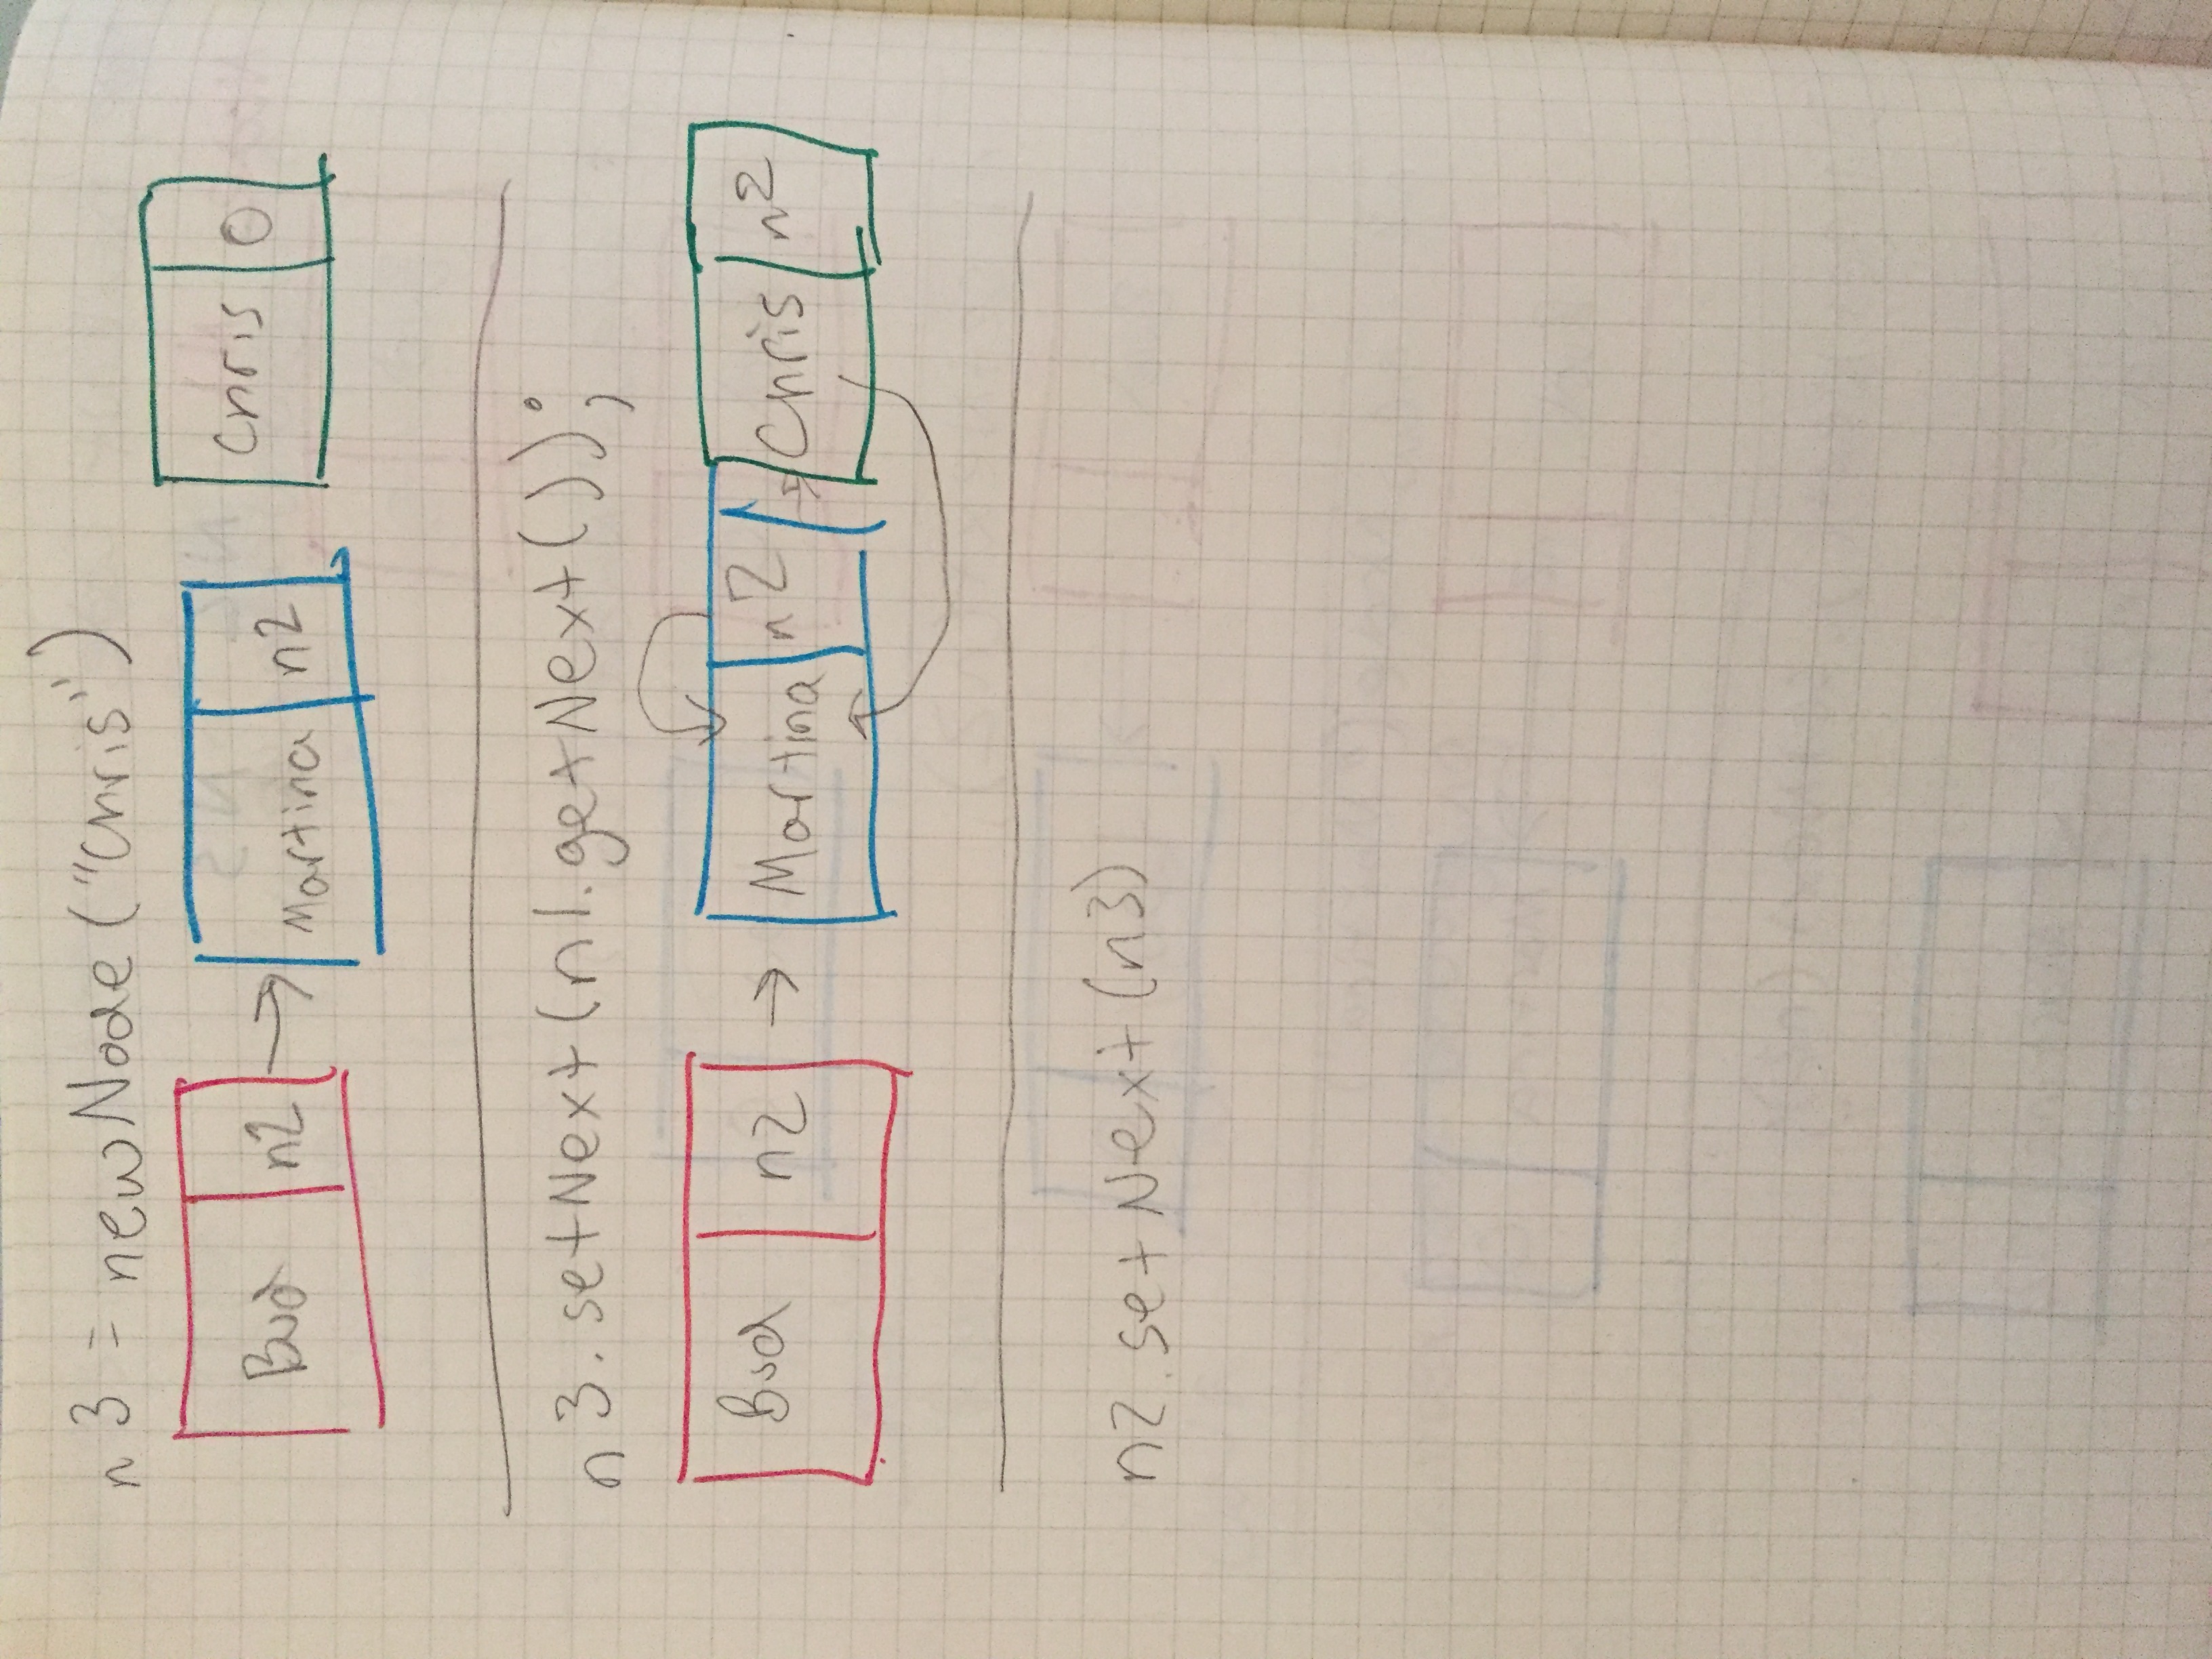 n3 = newNode ("Chris")
Bud n2 Martina n2 Chris 0
n3.setNext(n1.getNext());
Bud n2 Martina n2 Chris n2
n2.setNext(n3)